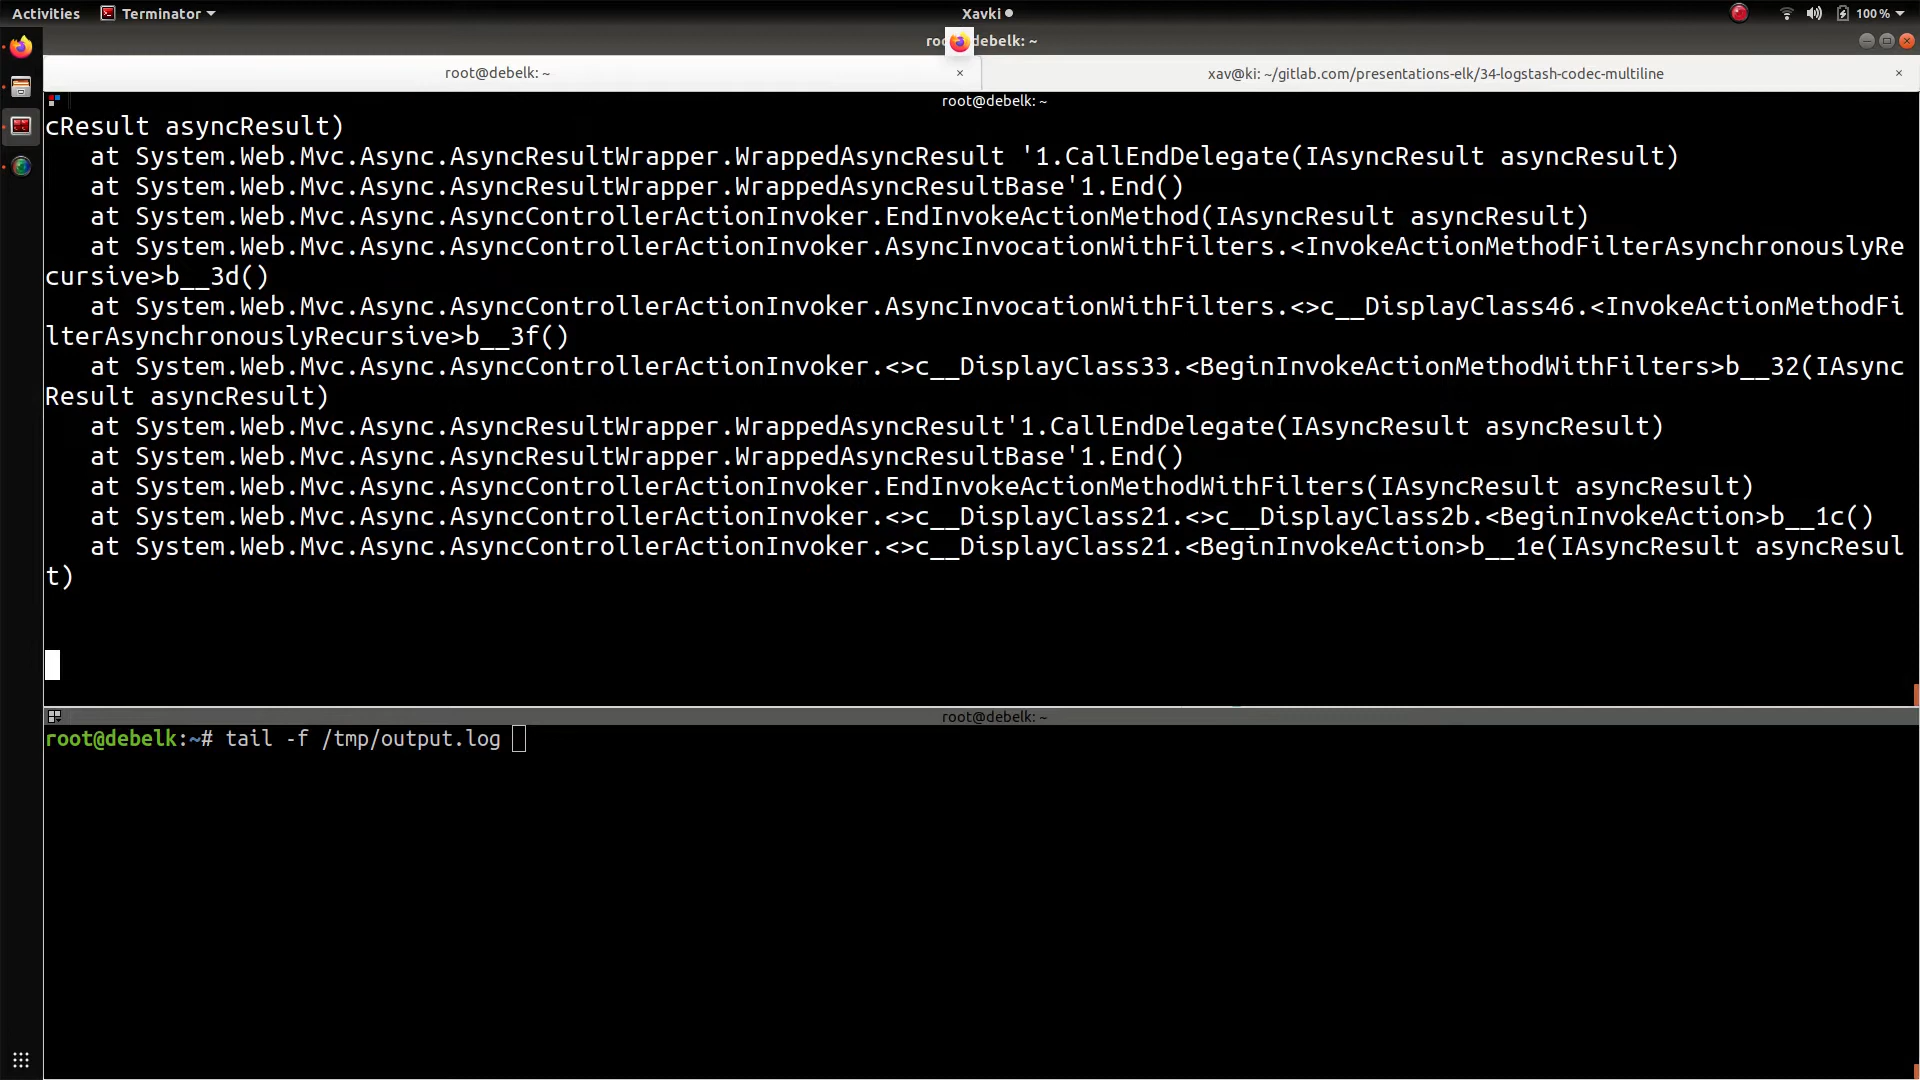 Activities Terminator Xavki 100 %
root@debelk: ~
root@debelk: ~ × xav@ki: ~/gitlab.com/presentations-elk/34-logstash-codec-multiline ×
root@debelk: ~
cResult asyncResult)
   at System.Web.Mvc.Async.AsyncResultWrapper.WrappedAsyncResult '1.CallEndDelegate(IAsyncResult asyncResult)
   at System.Web.Mvc.Async.AsyncResultWrapper.WrappedAsyncResultBase'1.End()
   at System.Web.Mvc.Async.AsyncControllerActionInvoker.EndInvokeActionMethod(IAsyncResult asyncResult)
   at System.Web.Mvc.Async.AsyncControllerActionInvoker.AsyncInvocationWithFilters.<InvokeActionMethodFilterAsynchronouslyRe
cursive>b__3d()
   at System.Web.Mvc.Async.AsyncControllerActionInvoker.AsyncInvocationWithFilters.<>c__DisplayClass46.<InvokeActionMethodFi
lterAsynchronouslyRecursive>b__3f()
   at System.Web.Mvc.Async.AsyncControllerActionInvoker.<>c__DisplayClass33.<BeginInvokeActionMethodWithFilters>b__32(IAsync
Result asyncResult)
   at System.Web.Mvc.Async.AsyncResultWrapper.WrappedAsyncResult'1.CallEndDelegate(IAsyncResult asyncResult)
   at System.Web.Mvc.Async.AsyncResultWrapper.WrappedAsyncResultBase'1.End()
   at System.Web.Mvc.Async.AsyncControllerActionInvoker.EndInvokeActionMethodWithFilters(IAsyncResult asyncResult)
   at System.Web.Mvc.Async.AsyncControllerActionInvoker.<>c__DisplayClass21.<>c__DisplayClass2b.<BeginInvokeAction>b__1c()
   at System.Web.Mvc.Async.AsyncControllerActionInvoker.<>c__DisplayClass21.<BeginInvokeAction>b__1e(IAsyncResult asyncResul
t)
root@debelk: ~
root@debelk:~# tail -f /tmp/output.log